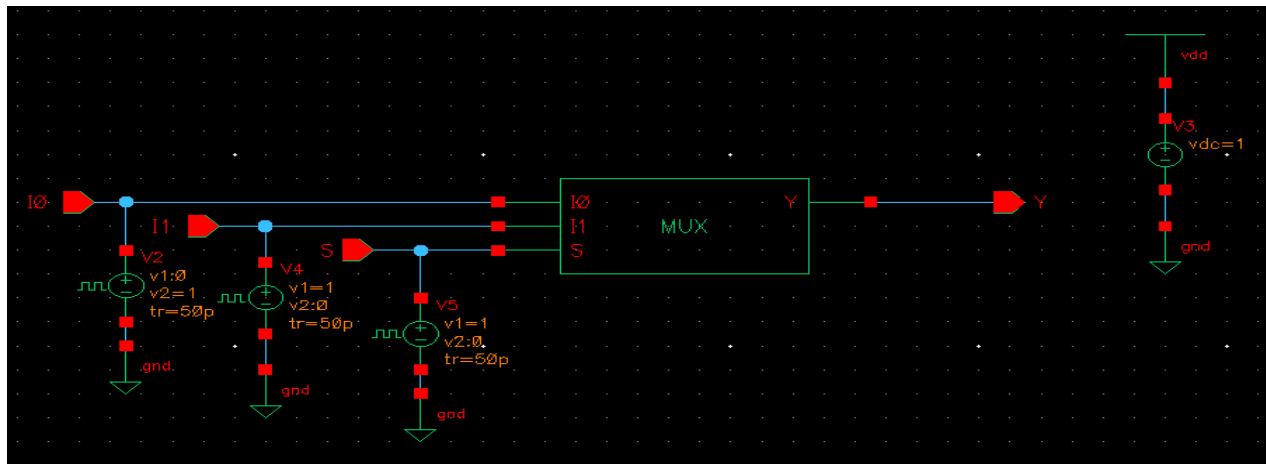 vdd
V3
vdc=1
gnd
I0 I0 Y Y
I1 I1 MUX
S S
V2
v1:0
v2=1
tr=50p
gnd
V4
v1=1
v2:0
tr=50p
gnd
V5
v1=1
v2:0
tr=50p
gnd